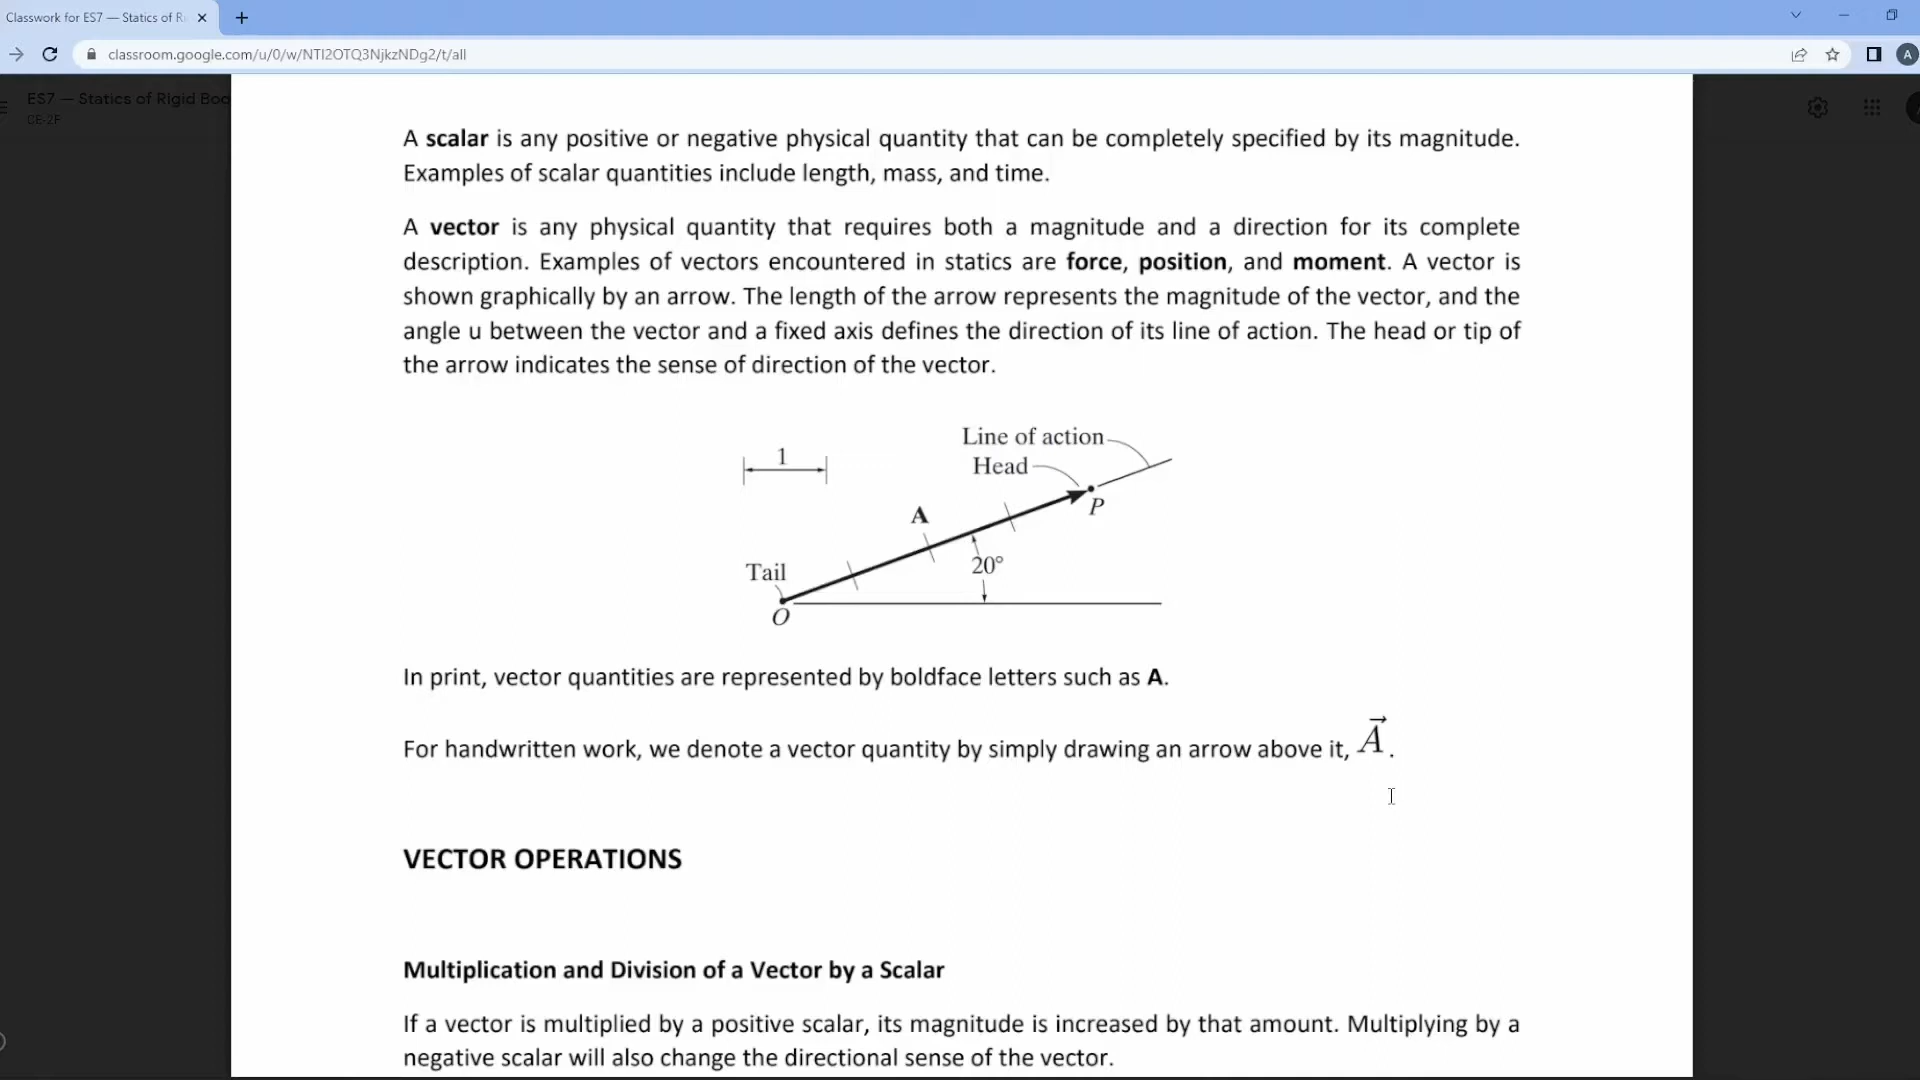 Classwork for ES7 — Statics of Ri
classroom.google.com/u/0/w/NTI2OTQ3NjkzNDg2/t/all
A
ES7 — Statics of Rigid Bod
CE-2F
A scalar is any positive or negative physical quantity that can be completely specified by its magnitude.
Examples of scalar quantities include length, mass, and time.
A vector is any physical quantity that requires both a magnitude and a direction for its complete
description. Examples of vectors encountered in statics are force, position, and moment. A vector is
shown graphically by an arrow. The length of the arrow represents the magnitude of the vector, and the
angle u between the vector and a fixed axis defines the direction of its line of action. The head or tip of
the arrow indicates the sense of direction of the vector.
Line of action
1
Head
P
A
20°
Tail
O
In print, vector quantities are represented by boldface letters such as A.
For handwritten work, we denote a vector quantity by simply drawing an arrow above it, A⃗.
VECTOR OPERATIONS
Multiplication and Division of a Vector by a Scalar
If a vector is multiplied by a positive scalar, its magnitude is increased by that amount. Multiplying by a
negative scalar will also change the directional sense of the vector.